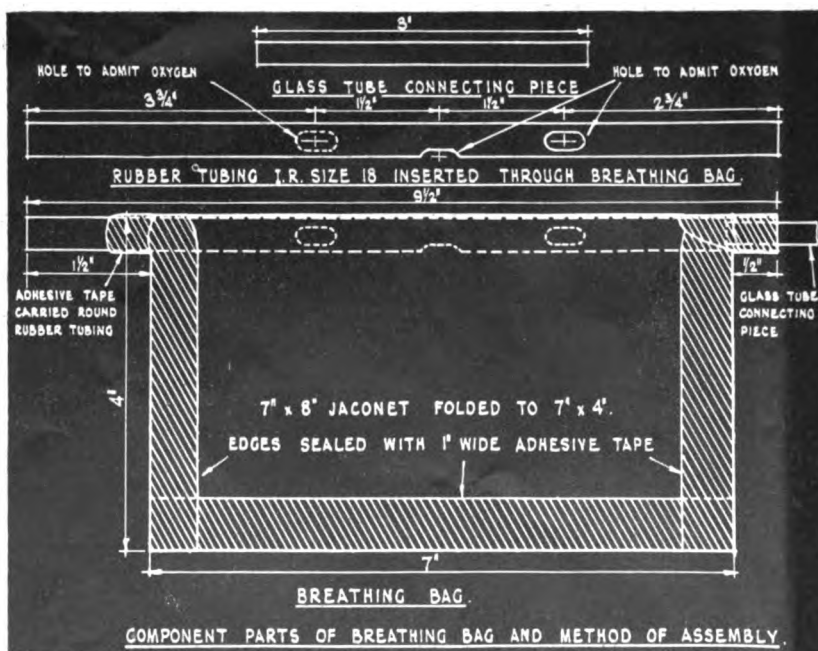 3"
HOLE TO ADMIT OXYGEN
GLASS TUBE CONNECTING PIECE
HOLE TO ADMIT OXYGEN
3¾"
1½"
1½"
2¾"
RUBBER TUBING I.R. SIZE 18 INSERTED THROUGH BREATHING BAG.
9½"
1½"
½"
ADHESIVE TAPE
CARRIED ROUND
RUBBER TUBING
GLASS TUBE
CONNECTING
PIECE
4"
7" x 8" JACONET FOLDED TO 7" x 4".
EDGES SEALED WITH 1" WIDE ADHESIVE TAPE
7"
BREATHING BAG.
COMPONENT PARTS OF BREATHING BAG AND METHOD OF ASSEMBLY.